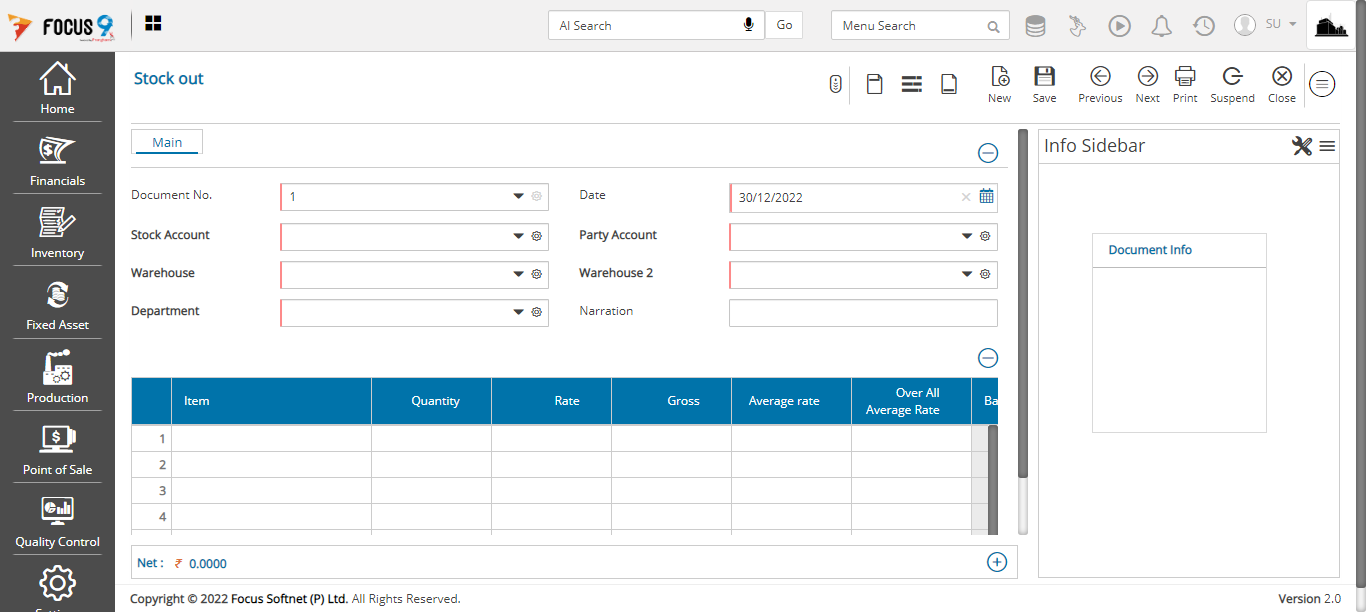 FOCUS 9
AI Search
Go
Menu Search
SU
Home
Financials
Inventory
Fixed Asset
Production
Point of Sale
Quality Control
Stock out
New
Save
Previous
Next
Print
Suspend
Close
Main
Document No.
1
Date
30/12/2022
Stock Account
Party Account
Warehouse
Warehouse 2
Department
Narration
Item
Quantity
Rate
Gross
Average rate
Over All
Average Rate
Ba
1
2
3
4
Net : ₹ 0.0000
Info Sidebar
Document Info
Copyright © 2022 Focus Softnet (P) Ltd. All Rights Reserved.
Version 2.0